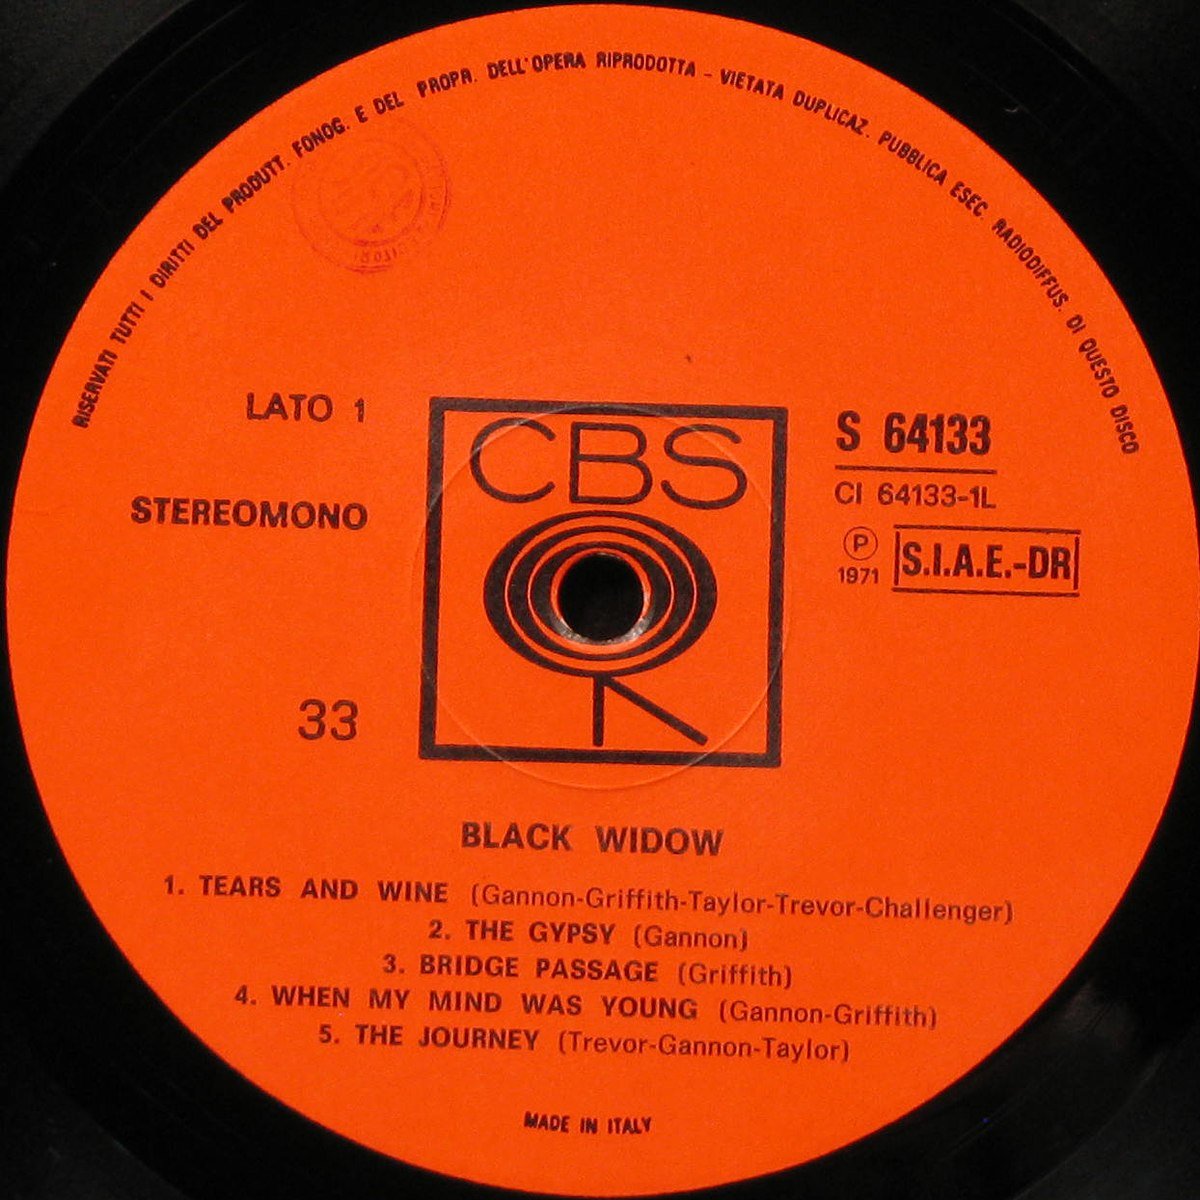 RISERVATI TUTTI I DIRITTI DEL PRODUTT. FONOG. E DEL PROPR. DELL'OPERA RIPRODOTTA - VIETATA DUPLICAZ. PUBBLICA ESEC. RADIODIFFUS. DI QUESTO DISCO
LATO 1
STEREOMONO
33
CBS
S 64133
CI 64133-1L
P
1971
S.I.A.E.-DR
BLACK WIDOW
1. TEARS AND WINE (Gannon-Griffith-Taylor-Trevor-Challenger)
2. THE GYPSY (Gannon)
3. BRIDGE PASSAGE (Griffith)
4. WHEN MY MIND WAS YOUNG (Gannon-Griffith)
5. THE JOURNEY (Trevor-Gannon-Taylor)
MADE IN ITALY